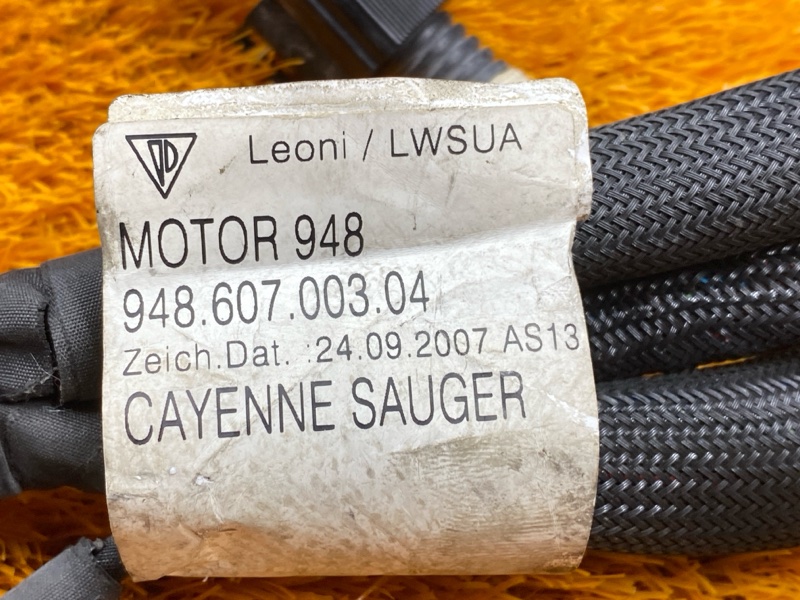 Leoni / LWSUA
MOTOR 948
948.607.003.04
Zeich.Dat. :24.09.2007 AS13
CAYENNE SAUGER